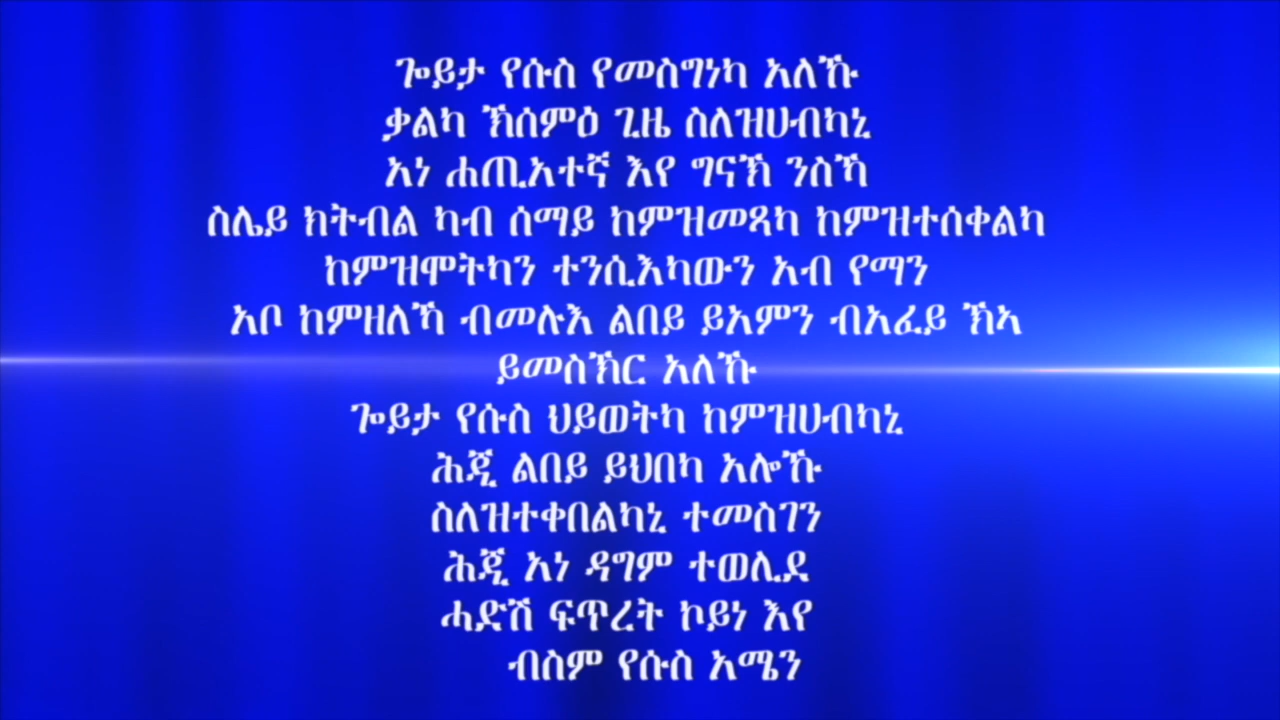 ጐይታ የሱስ የመስግነካ አለኹ
ቃልካ ኽሰምዕ ጊዜ ስለዝሀብካኒ
አነ ሐጢአተኛ እየ ግናኽ ንስኻ
ስሌይ ክትብል ካብ ሰማይ ከምዝመጻካ ከምዝተሰቀልካ
ከምዝሞትካን ተንሲእካውን አብ የማን
አቦ ከምዘለኻ ብመሉእ ልበይ ይአምን ብአፈይ ኽኣ
ይመስኽር አለኹ
ጐይታ የሱስ ህይወትካ ከምዝሀብካኒ
ሕጂ ልበይ ይህበካ አሎኹ
ስለዝተቀበልካኒ ተመስገን
ሕጂ አነ ዳግም ተወሊደ
ሓድሽ ፍጥረት ኮይነ እየ
ብስም የሱስ አሜን